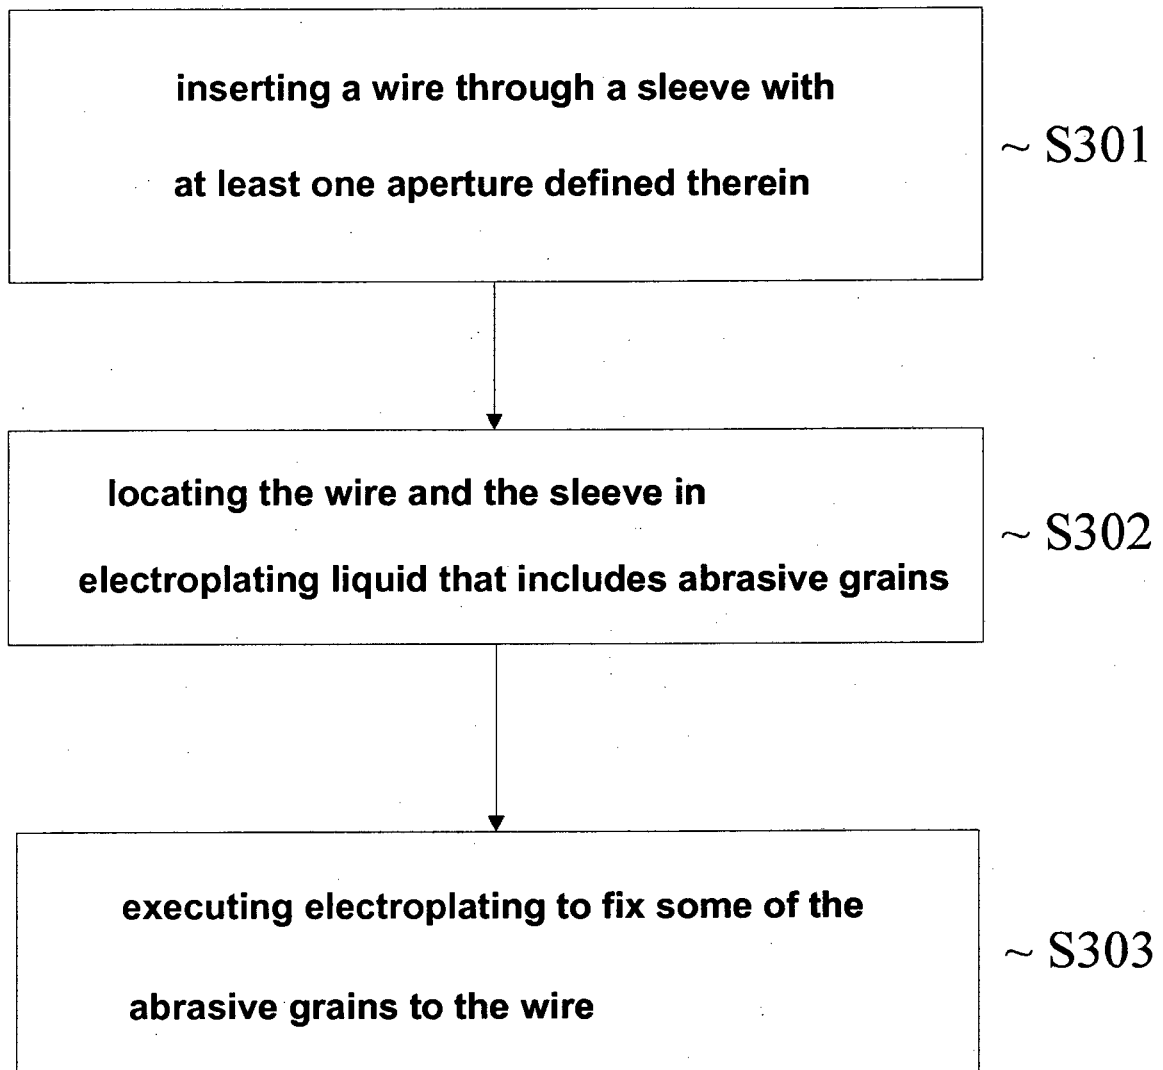 inserting a wire through a sleeve with
at least one aperture defined therein
~ S301
locating the wire and the sleeve in
electroplating liquid that includes abrasive grains
~ S302
executing electroplating to fix some of the
abrasive grains to the wire
~ S303